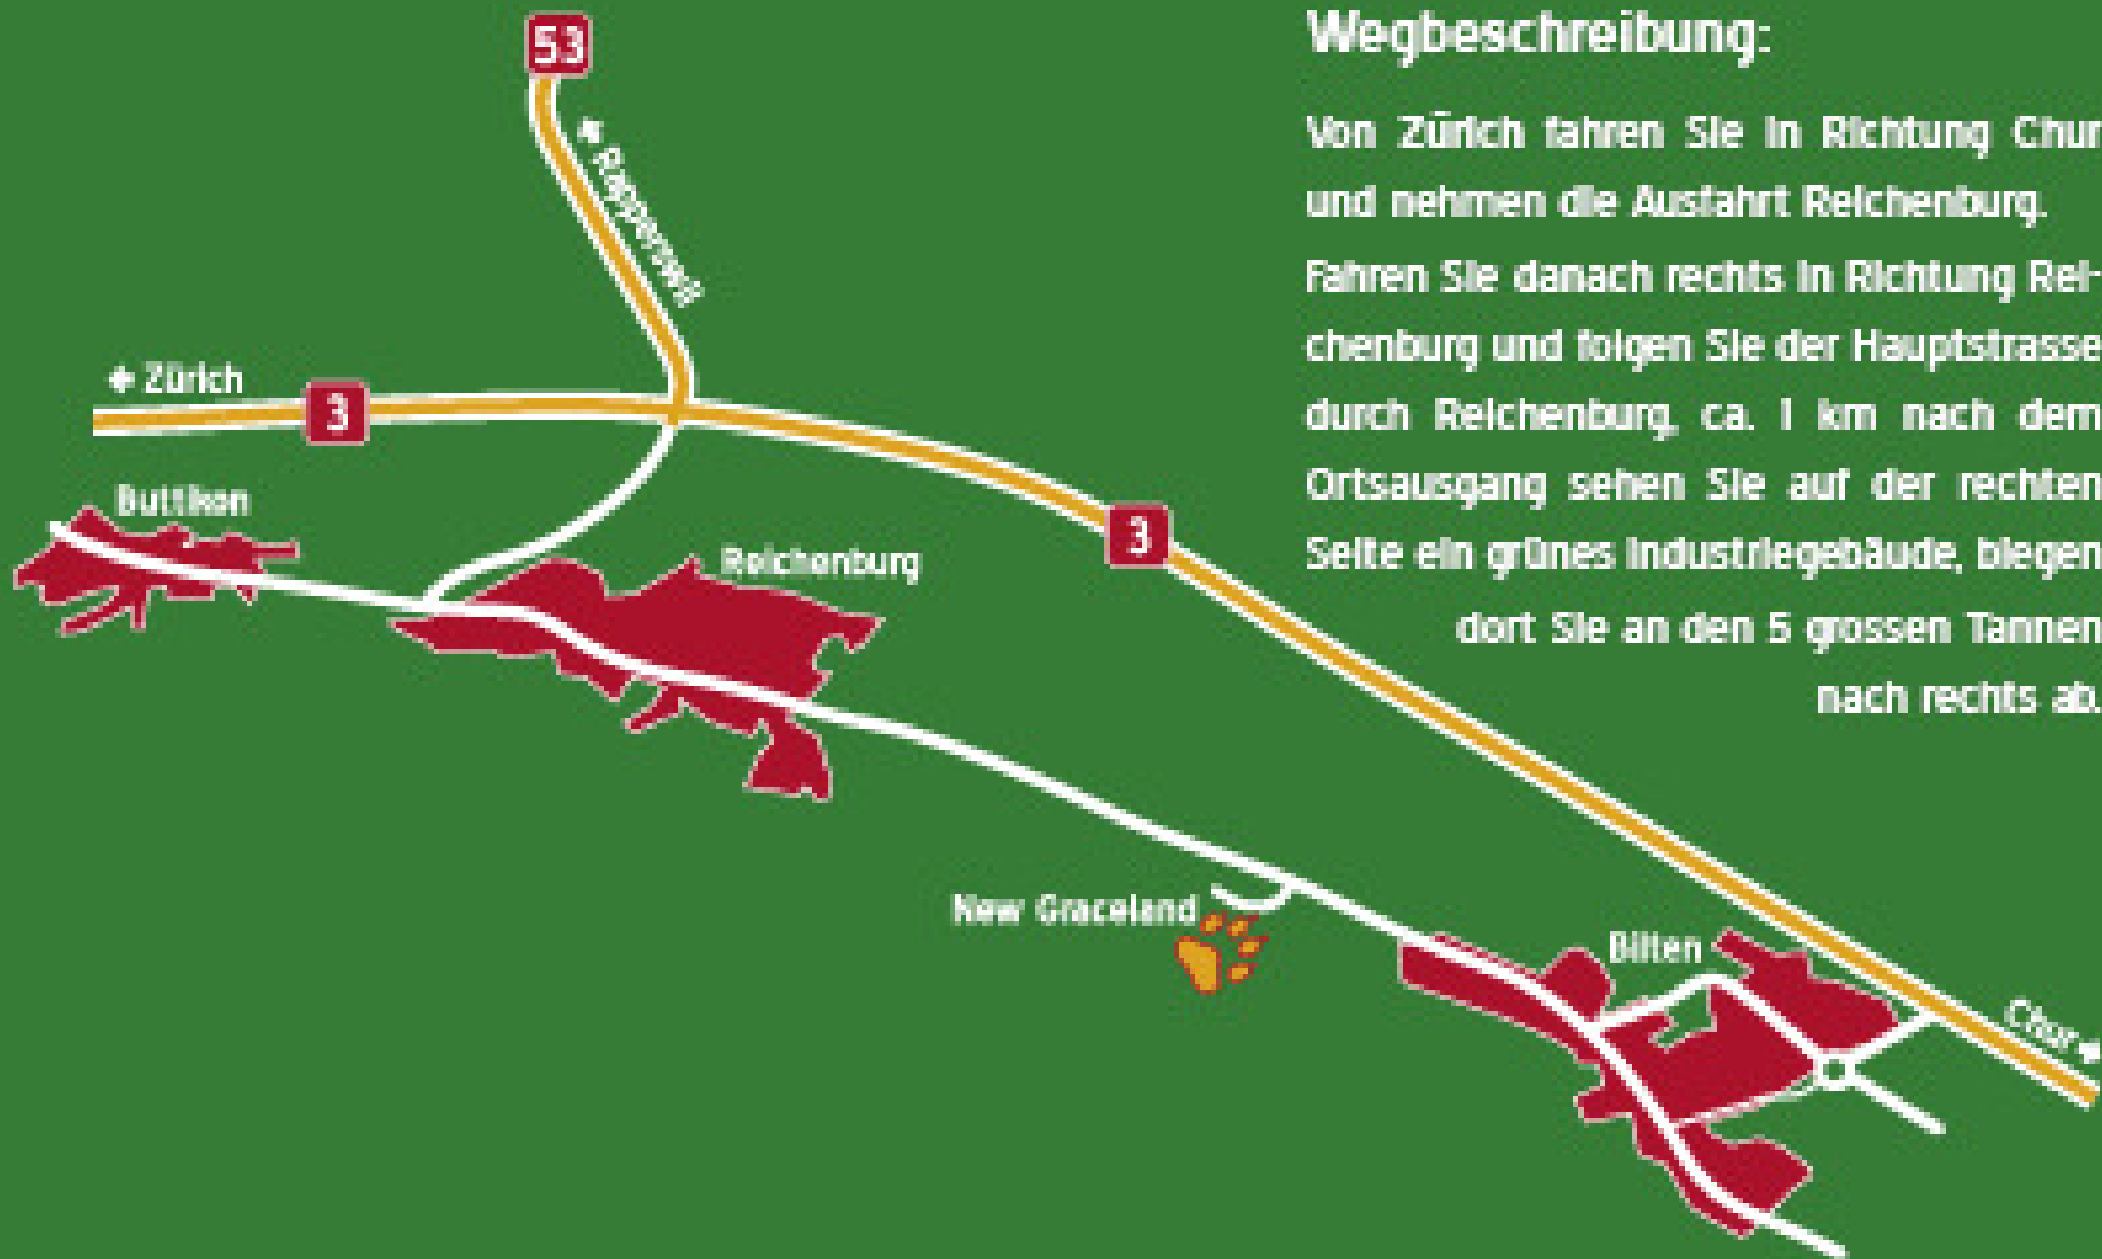 53
Rapperswil
Zürich
3
Buttikon
Reichenburg
3
New Graceland
Bilten
Chur
Wegbeschreibung:
Von Zürich fahren Sie in Richtung Chur
und nehmen die Ausfahrt Reichenburg.
Fahren Sie danach rechts in Richtung Rei-
chenburg und folgen Sie der Hauptstrasse
durch Reichenburg, ca. 1 km nach dem
Ortsausgang sehen Sie auf der rechten
Seite ein grünes Industriegebäude, biegen
dort Sie an den 5 grossen Tannen
nach rechts ab.